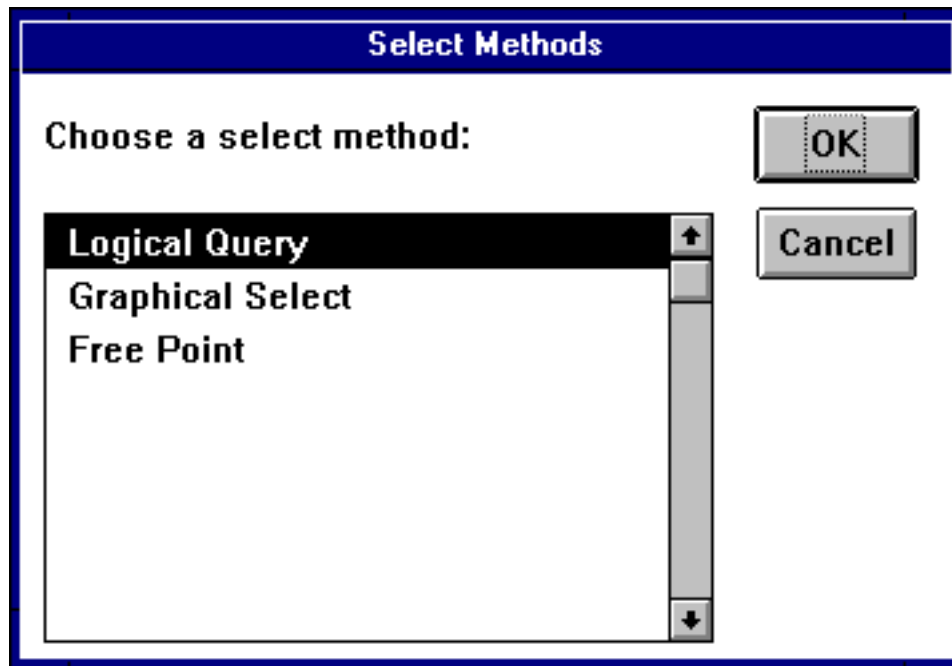 Select Methods
Choose a select method:
OK
Logical Query
Cancel
Graphical Select
Free Point